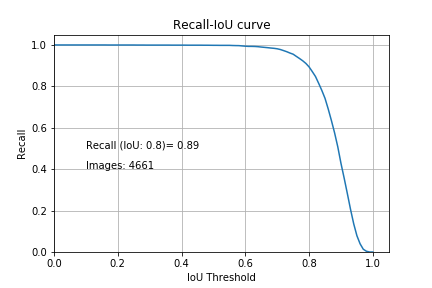 Recall-IoU curve
1.0
0.8
0.6
0.4
0.2
0.0
Recall
Recall (IoU: 0.8)= 0.89
Images: 4661
0.0 0.2 0.4 0.6 0.8 1.0
IoU Threshold